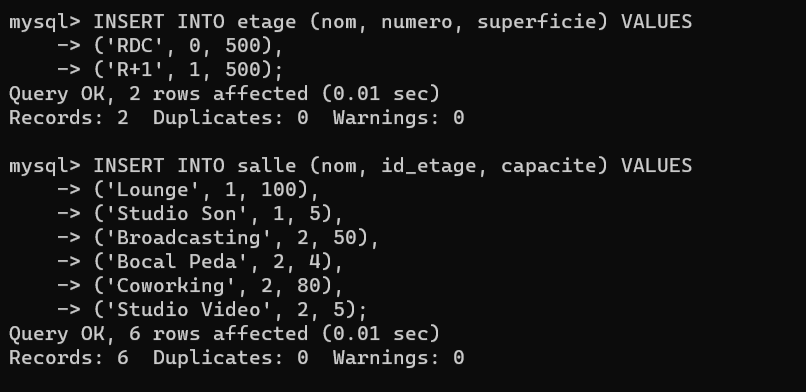 mysql> INSERT INTO etage (nom, numero, superficie) VALUES
    -> ('RDC', 0, 500),
    -> ('R+1', 1, 500);
Query OK, 2 rows affected (0.01 sec)
Records: 2  Duplicates: 0  Warnings: 0

mysql> INSERT INTO salle (nom, id_etage, capacite) VALUES
    -> ('Lounge', 1, 100),
    -> ('Studio Son', 1, 5),
    -> ('Broadcasting', 2, 50),
    -> ('Bocal Peda', 2, 4),
    -> ('Coworking', 2, 80),
    -> ('Studio Video', 2, 5);
Query OK, 6 rows affected (0.01 sec)
Records: 6  Duplicates: 0  Warnings: 0